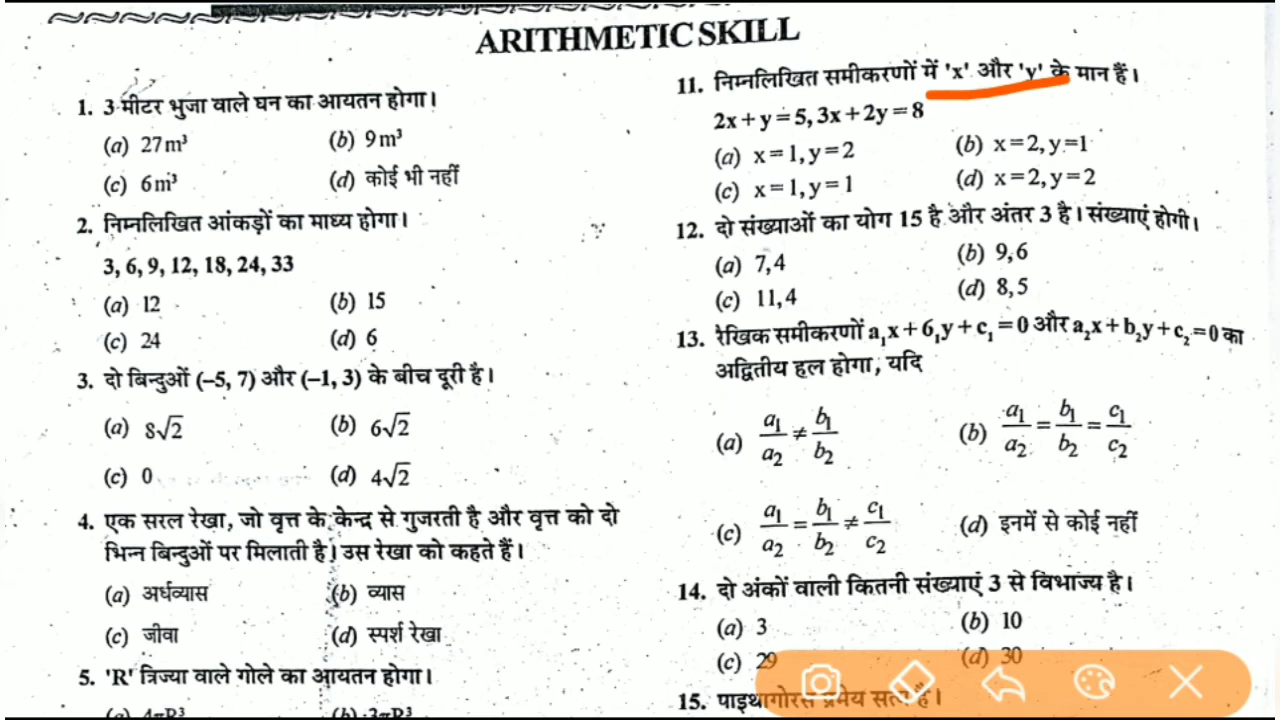 ARITHMETIC SKILL
1. 3 मीटर भुजा वाले घन का आयतन होगा।
(a) 27m³ (b) 9m³
(c) 6m³ (d) कोई भी नहीं
2. निम्नलिखित आंकड़ों का माध्य होगा।
3, 6, 9, 12, 18, 24, 33
(a) 12 (b) 15
(c) 24 (d) 6
3. दो बिन्दुओं (–5, 7) और (–1, 3) के बीच दूरी है।
(a) 8√2 (b) 6√2
(c) 0 (d) 4√2
4. एक सरल रेखा, जो वृत्त के केन्द्र से गुजरती है और वृत्त को दो
भिन्न बिन्दुओं पर मिलाती है। उस रेखा को कहते हैं।
(a) अर्धव्यास (b) व्यास
(c) जीवा (d) स्पर्श रेखा
5. 'R' त्रिज्या वाले गोले का आयतन होगा।
11. निम्नलिखित समीकरणों में 'x' और 'y' के मान हैं।
2x + y = 5, 3x + 2y = 8
(a) x = 1, y = 2 (b) x = 2, y = 1
(c) x = 1, y = 1 (d) x = 2, y = 2
12. दो संख्याओं का योग 15 है और अंतर 3 है। संख्याएं होगी।
(a) 7, 4 (b) 9, 6
(c) 11, 4 (d) 8, 5
13. रेखिक समीकरणों a₁x + 6₁y + c₁ = 0 और a₂x + b₂y + c₂ = 0 का
अद्वितीय हल होगा, यदि
(a) a₁/a₂ ≠ b₁/b₂ (b) a₁/a₂ = b₁/b₂ = c₁/c₂
(c) a₁/a₂ = b₁/b₂ ≠ c₁/c₂ (d) इनमें से कोई नहीं
14. दो अंकों वाली कितनी संख्याएं 3 से विभाज्य है।
(a) 3 (b) 10
(c) 29 (d) 30
15. पाइथागोरस प्रमेय सत्य है।